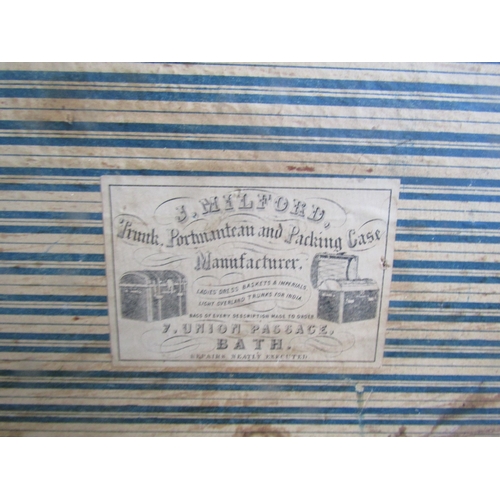 J. MILFORD,
Trunk, Portmanteau and Packing Case
Manufacturer.
LADIES DRESS BASKETS & IMPERIALS,
LIGHT OVERLAND TRUNKS FOR INDIA.
BAGS OF EVERY DESCRIPTION MADE TO ORDER
7, UNION PASSAGE,
BATH.
REPAIRS NEATLY EXECUTED.